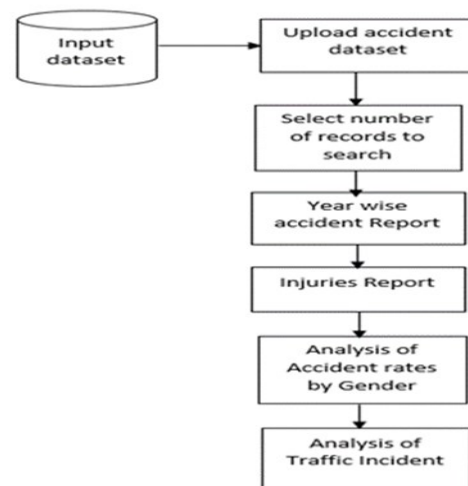 Input
dataset
Upload accident
dataset
Select number
of records to
search
Year wise
accident Report
Injuries Report
Analysis of
Accident rates
by Gender
Analysis of
Traffic Incident